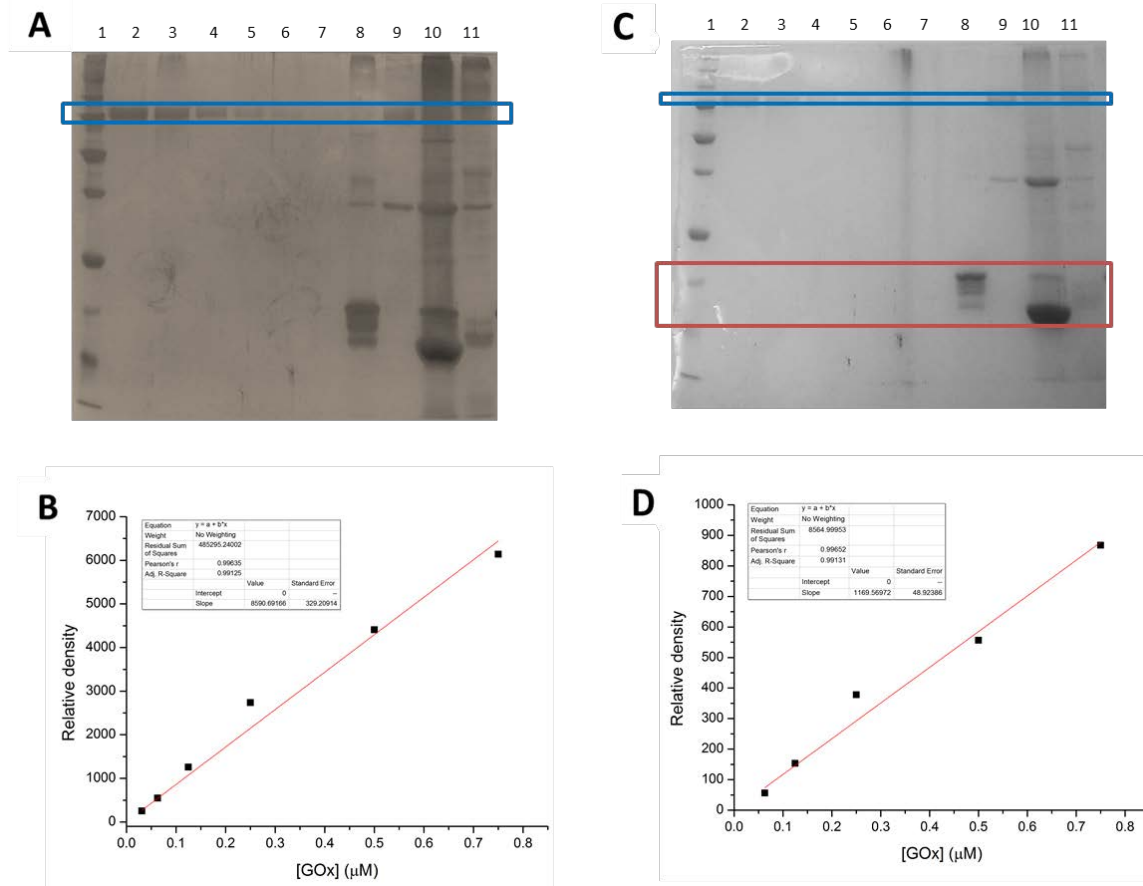 A
1 2 3 4 5 6 7 8 9 10 11
C
1 2 3 4 5 6 7 8 9 10 11
B
Relative density
7000
6000
5000
4000
3000
2000
1000
0
Equation y = a + b*x
Weight No Weighting
Residual Sum of Squares 485295.24002
Pearson's r 0.99635
Adj. R-Square 0.99125
Value Standard Error
Intercept 0 --
Slope 8590.69166 329.20914
0.0 0.1 0.2 0.3 0.4 0.5 0.6 0.7 0.8
[GOx] (μM)
D
Relative density
1000
900
800
700
600
500
400
300
200
100
0
Equation y = a + b*x
Weight No Weighting
Residual Sum of Squares 8564.99953
Pearson's r 0.99652
Adj. R-Square 0.99131
Value Standard Error
Intercept 0 --
Slope 1169.56972 48.92386
0.0 0.1 0.2 0.3 0.4 0.5 0.6 0.7 0.8
[GOx] (μM)